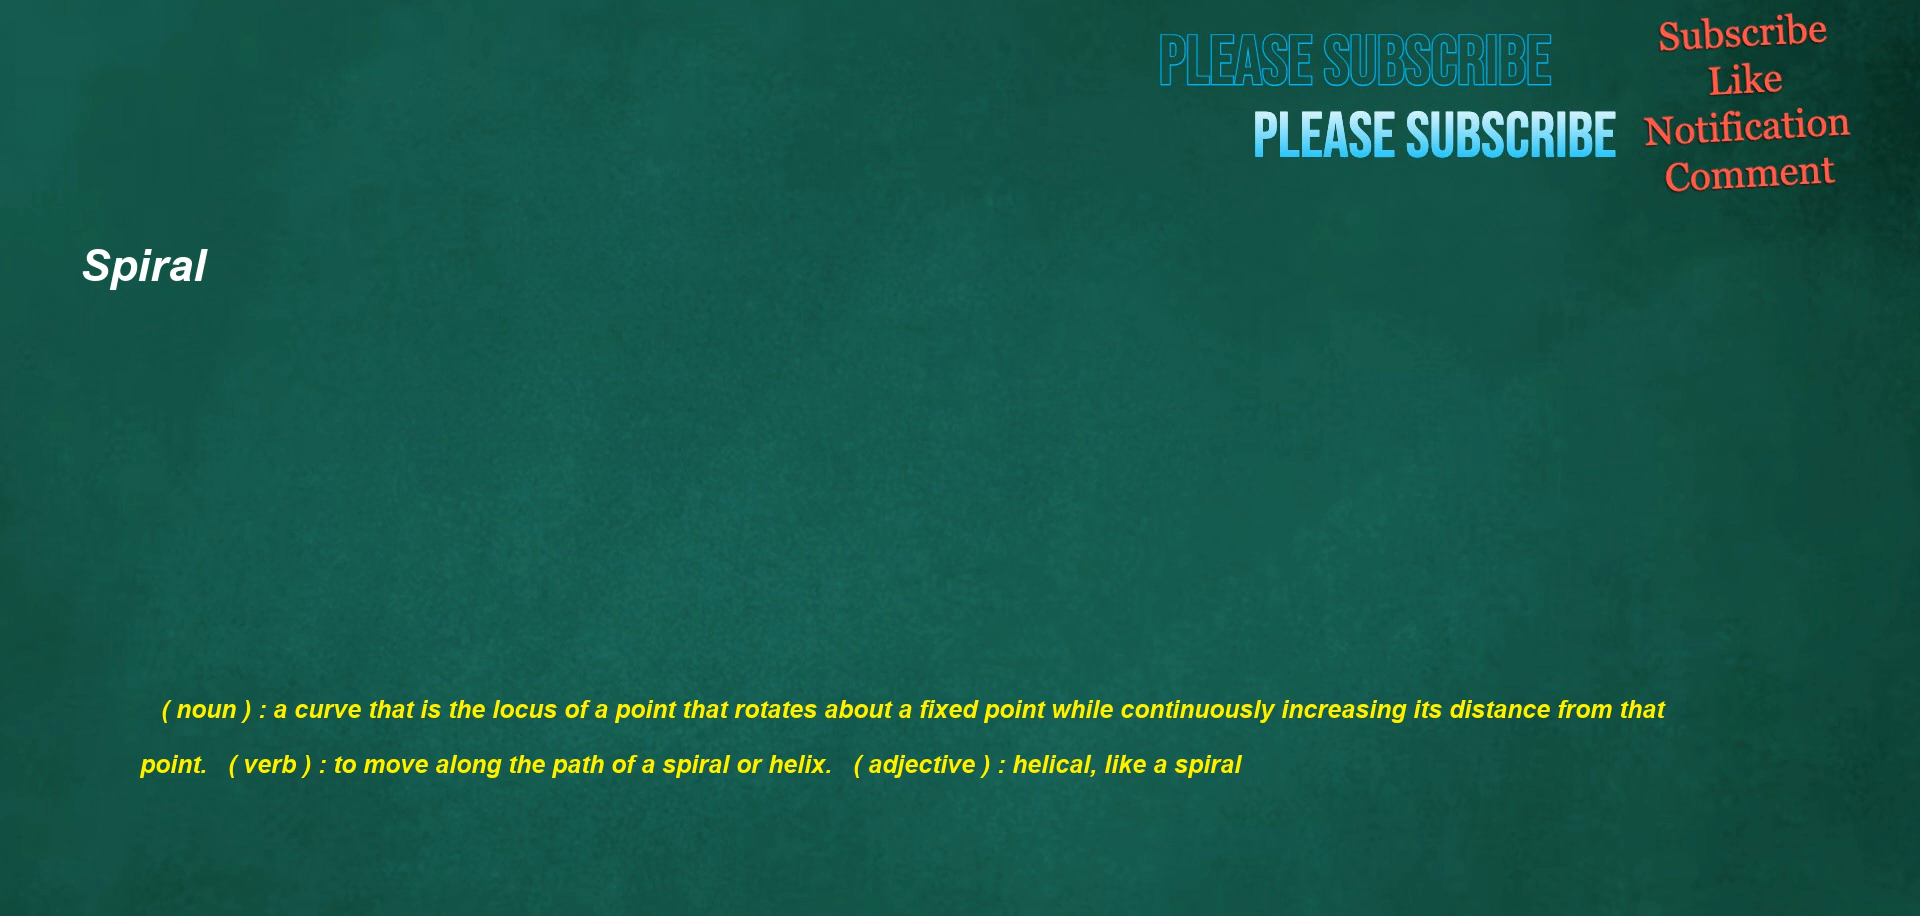 PLEASE SUBSCRIBE
PLEASE SUBSCRIBE
Subscribe
Like
Notification
Comment
Spiral
( noun ) : a curve that is the locus of a point that rotates about a fixed point while continuously increasing its distance from that
point. ( verb ) : to move along the path of a spiral or helix. ( adjective ) : helical, like a spiral